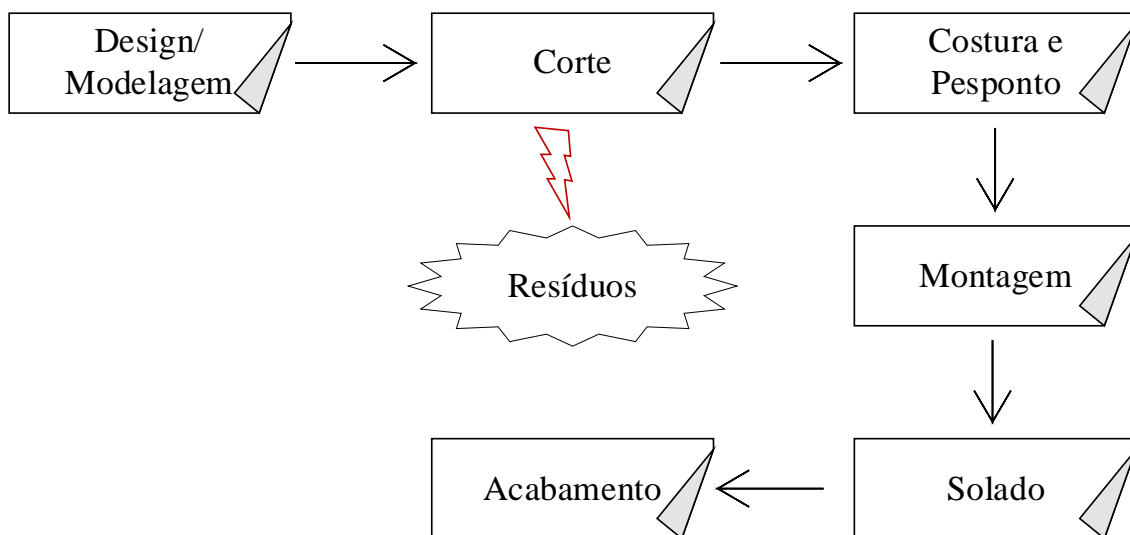 Design/
Modelagem
Corte
Costura e
Pesponto
Resíduos
Montagem
Acabamento
Solado